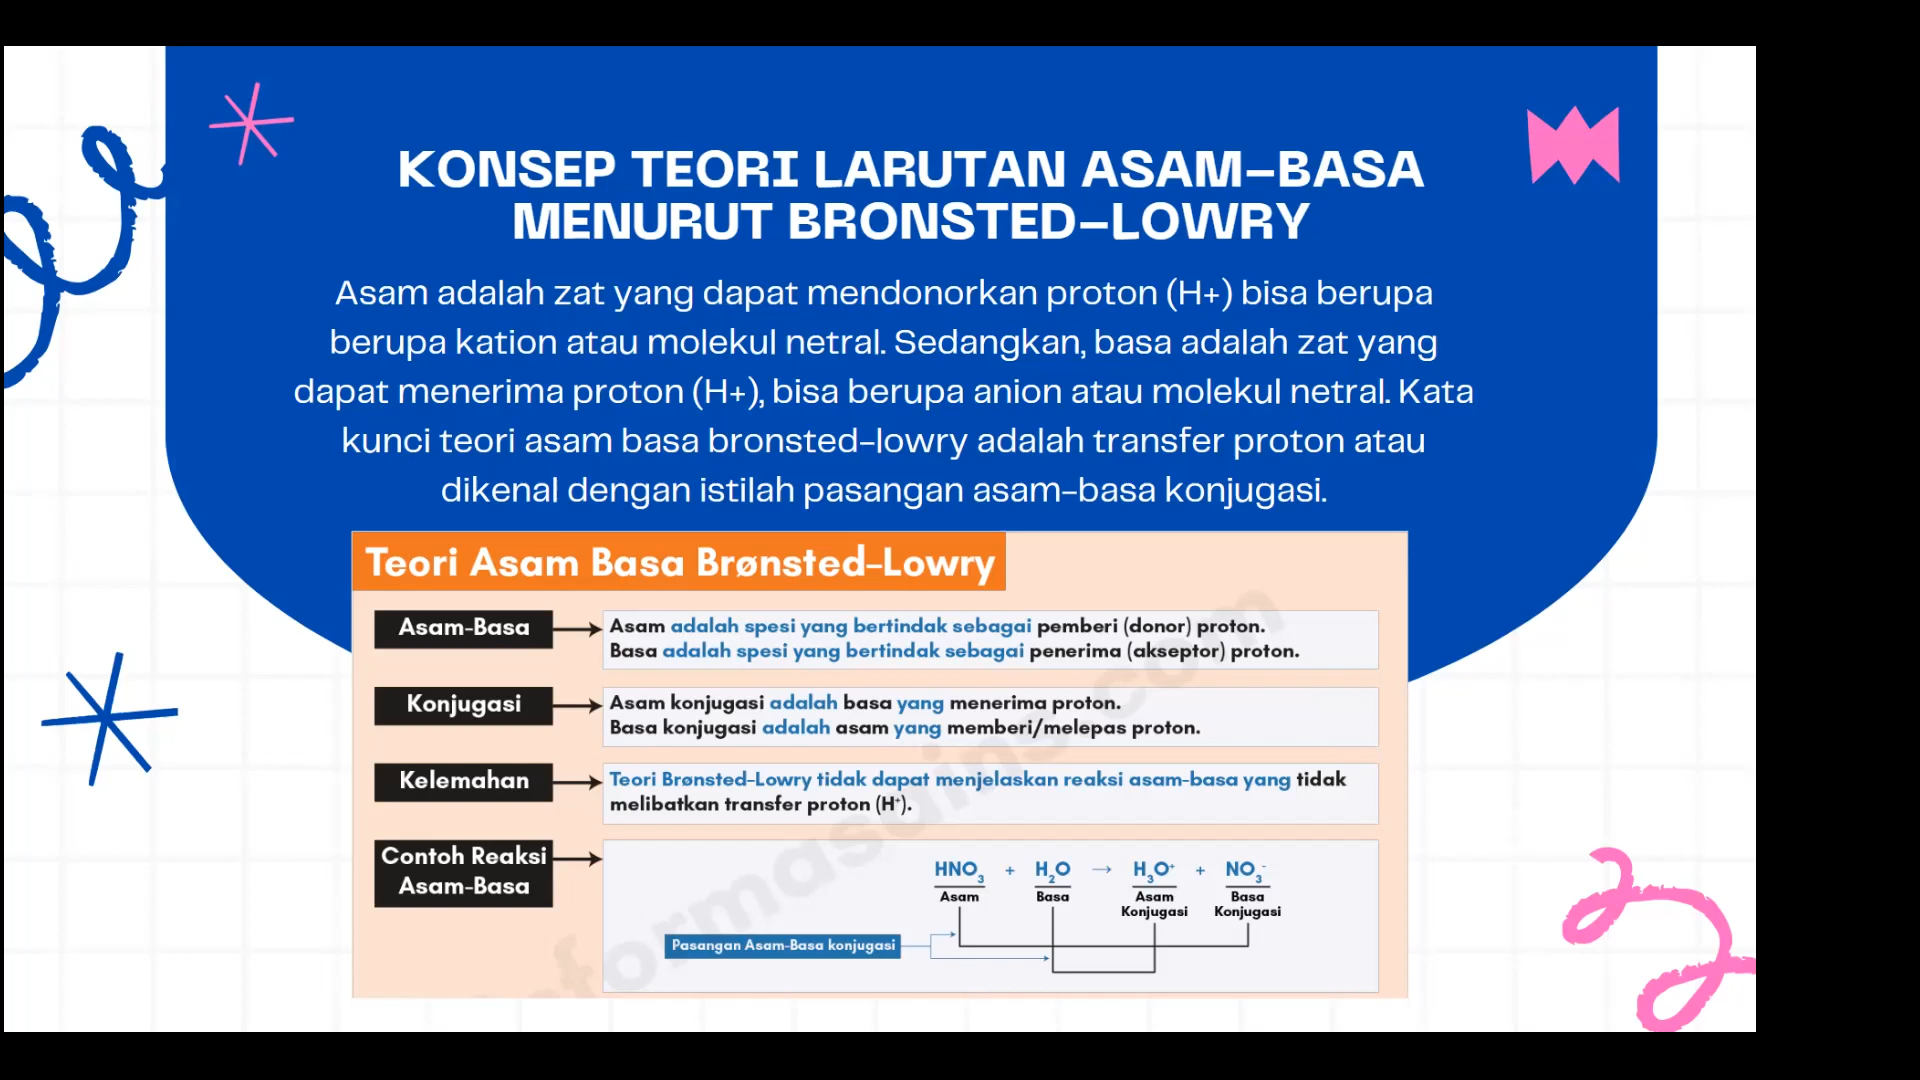 KONSEP TEORI LARUTAN ASAM-BASA
MENURUT BRONSTED-LOWRY
Asam adalah zat yang dapat mendonorkan proton (H+) bisa berupa
berupa kation atau molekul netral. Sedangkan, basa adalah zat yang
dapat menerima proton (H+), bisa berupa anion atau molekul netral. Kata
kunci teori asam basa bronsted-lowry adalah transfer proton atau
dikenal dengan istilah pasangan asam-basa konjugasi.
Teori Asam Basa Brønsted-Lowry
Asam-Basa
Asam adalah spesi yang bertindak sebagai pemberi (donor) proton.
Basa adalah spesi yang bertindak sebagai penerima (akseptor) proton.
Konjugasi
Asam konjugasi adalah basa yang menerima proton.
Basa konjugasi adalah asam yang memberi/melepas proton.
Kelemahan
Teori Brønsted-Lowry tidak dapat menjelaskan reaksi asam-basa yang tidak
melibatkan transfer proton (H⁺).
Contoh Reaksi
Asam-Basa
HNO₃ + H₂O → H₃O⁺ + NO₃⁻
Asam Basa Asam Basa
Konjugasi Konjugasi
Pasangan Asam-Basa konjugasi